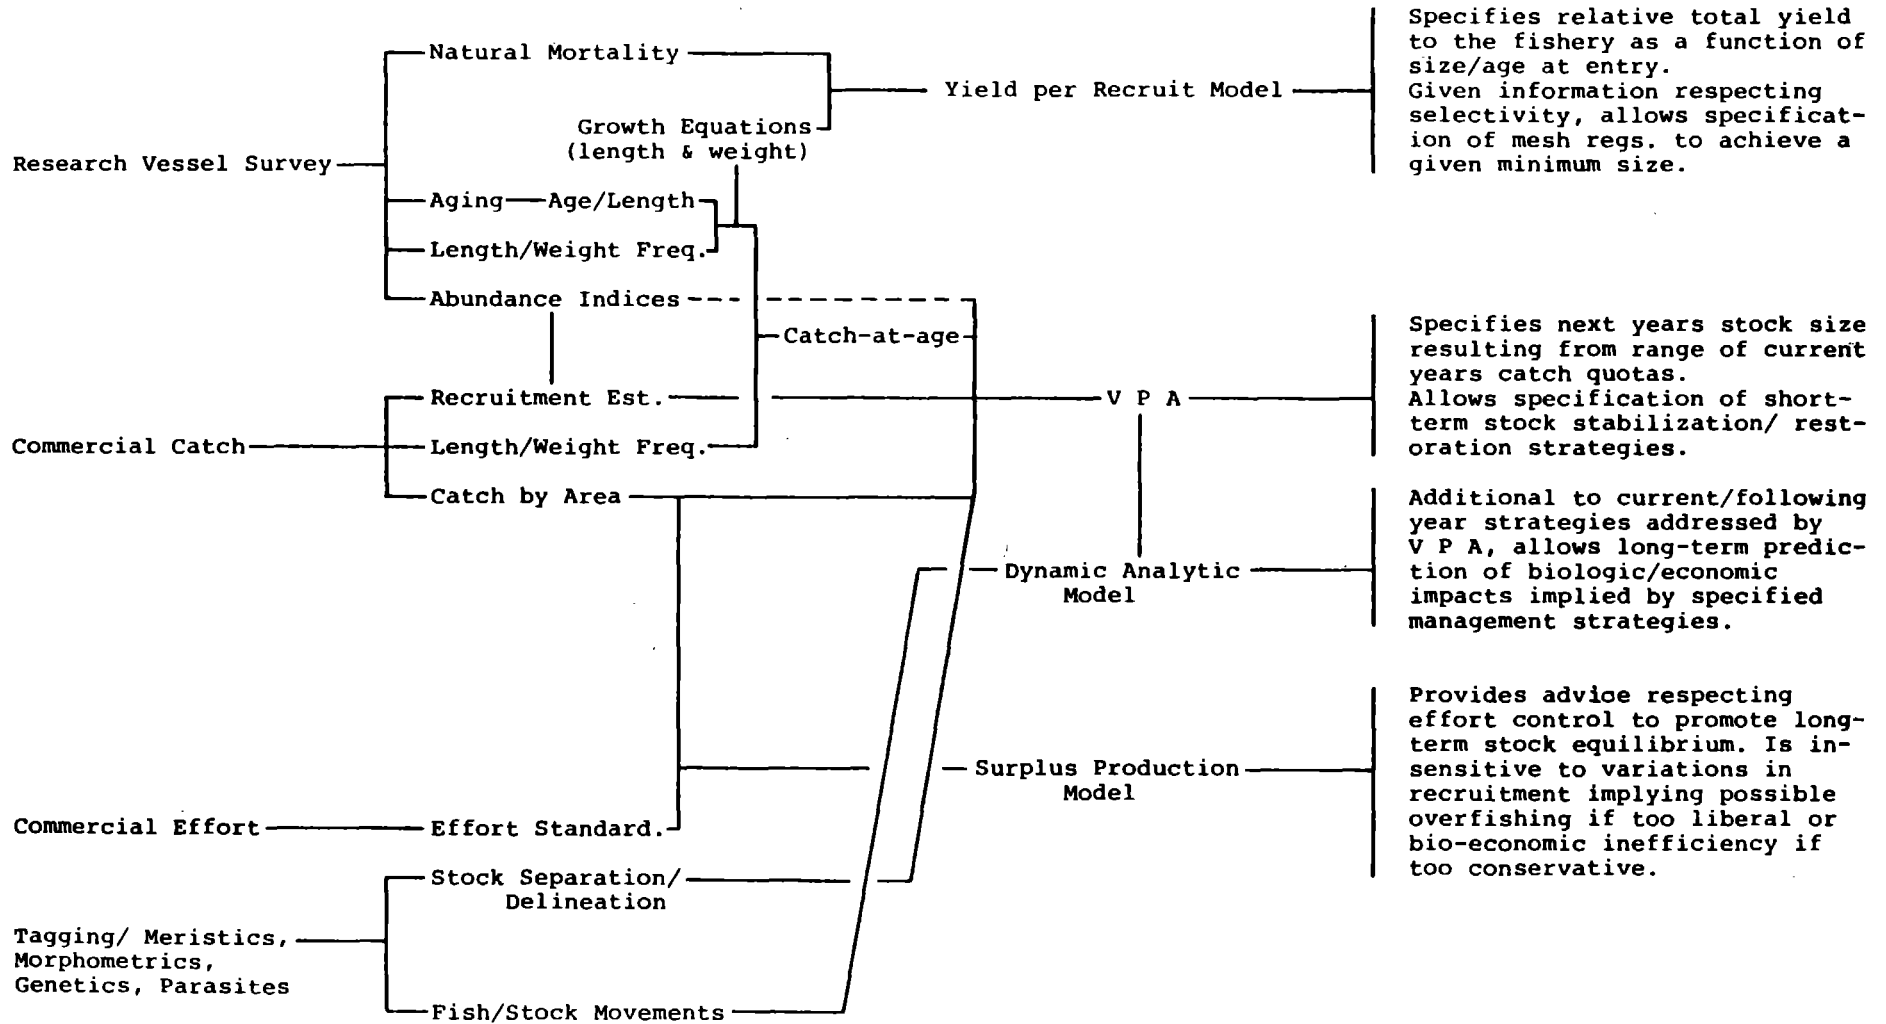 Research Vessel Survey
Natural Mortality
Growth Equations
(length & weight)
Aging
Age/Length
Length/Weight Freq.
Abundance Indices
Yield per Recruit Model
Specifies relative total yield
to the fishery as a function of
size/age at entry.
Given information respecting
selectivity, allows specificat-
ion of mesh regs. to achieve a
given minimum size.
Catch-at-age
Commercial Catch
Recruitment Est.
Length/Weight Freq.
Catch by Area
V P A
Specifies next years stock size
resulting from range of current
years catch quotas.
Allows specification of short-
term stock stabilization/ rest-
oration strategies.
Dynamic Analytic
Model
Additional to current/following
year strategies addressed by
V P A, allows long-term predic-
tion of biologic/economic
impacts implied by specified
management strategies.
Surplus Production
Model
Provides advice respecting
effort control to promote long-
term stock equilibrium. Is in-
sensitive to variations in
recruitment implying possible
overfishing if too liberal or
bio-economic inefficiency if
too conservative.
Commercial Effort
Effort Standard.
Tagging/ Meristics,
Morphometrics,
Genetics, Parasites
Stock Separation/
Delineation
Fish/Stock Movements